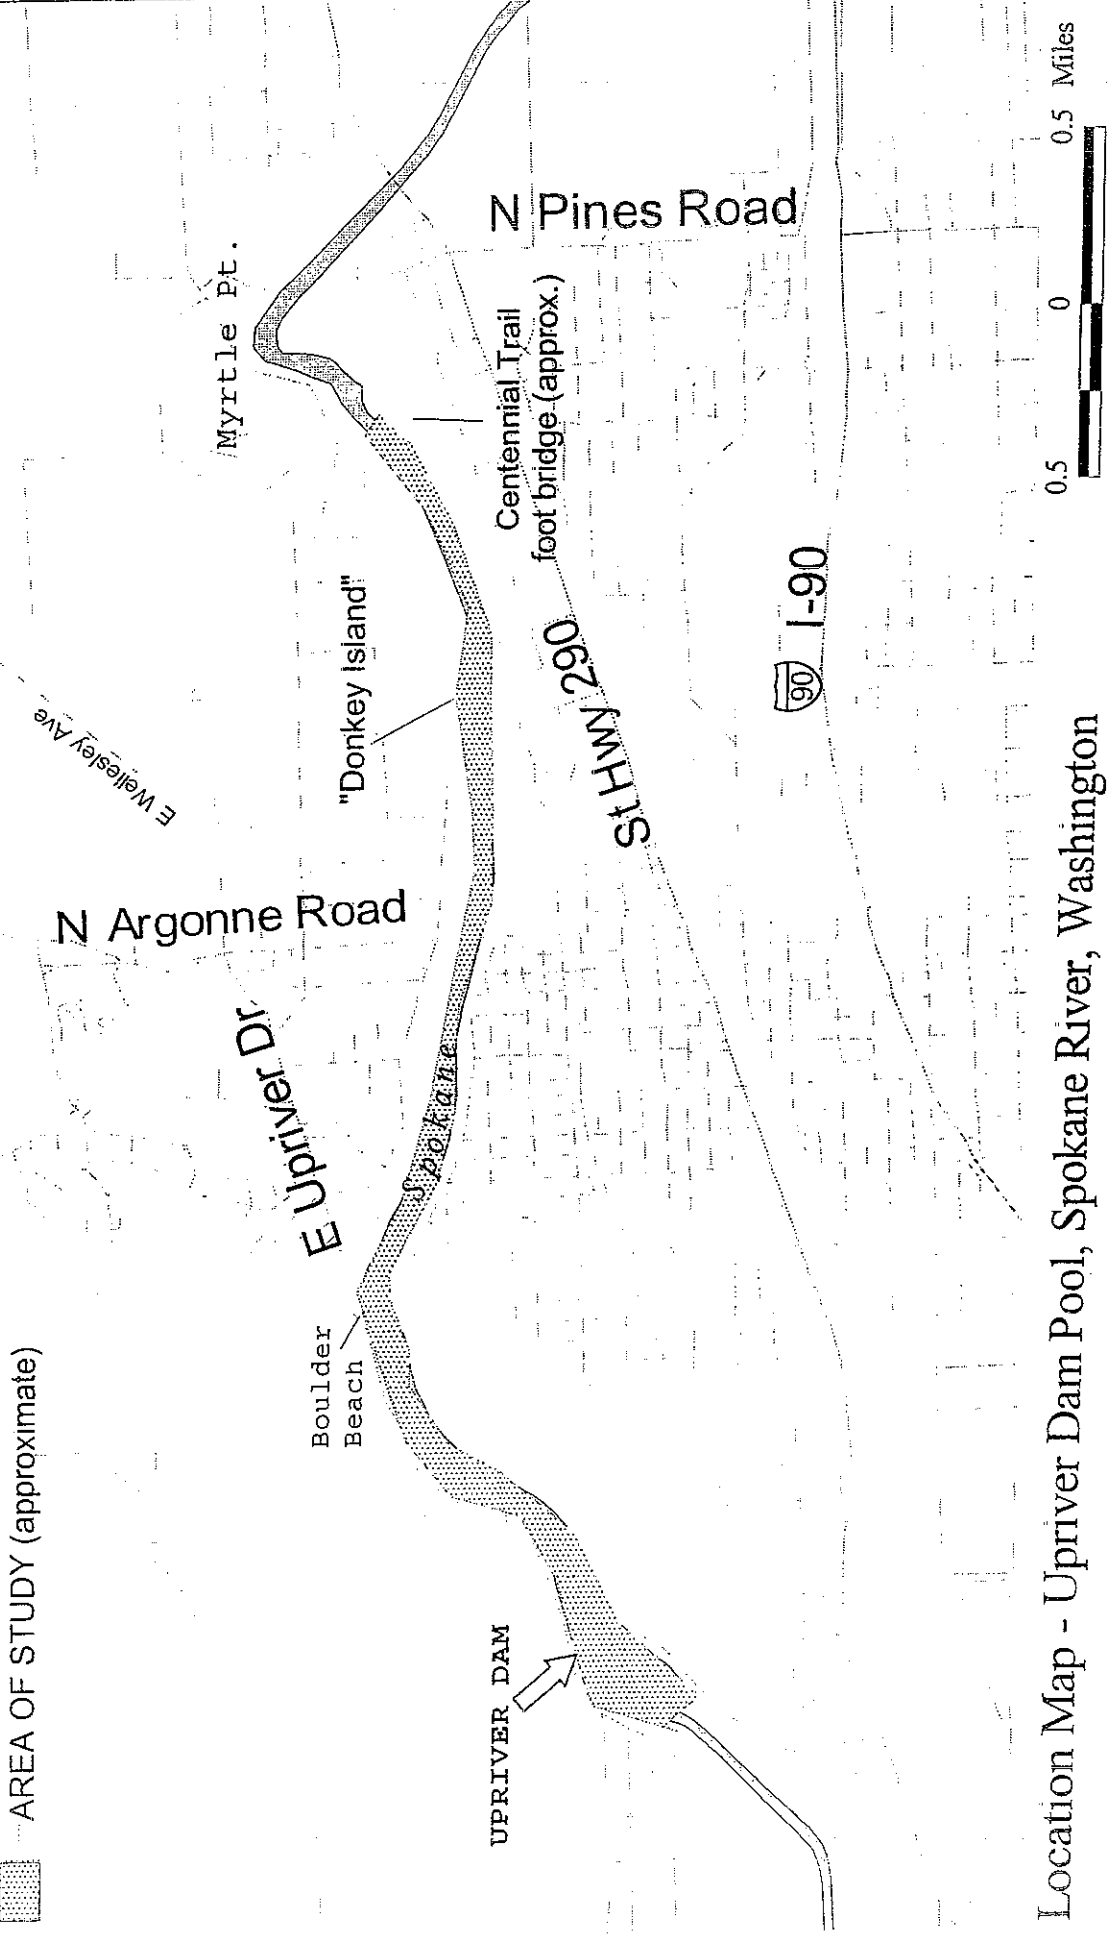 AREA OF STUDY (approximate)
E Wellesley Ave
N Argonne Road
Myrtle Pt.
E Upriver Dr
"Donkey Island"
Boulder
Beach
Spokane
N Pines Road
Centennial Trail
foot bridge (approx.)
UPRIVER DAM
St Hwy 290
90
I-90
0.5 0 0.5 Miles
Location Map - Upriver Dam Pool, Spokane River, Washington